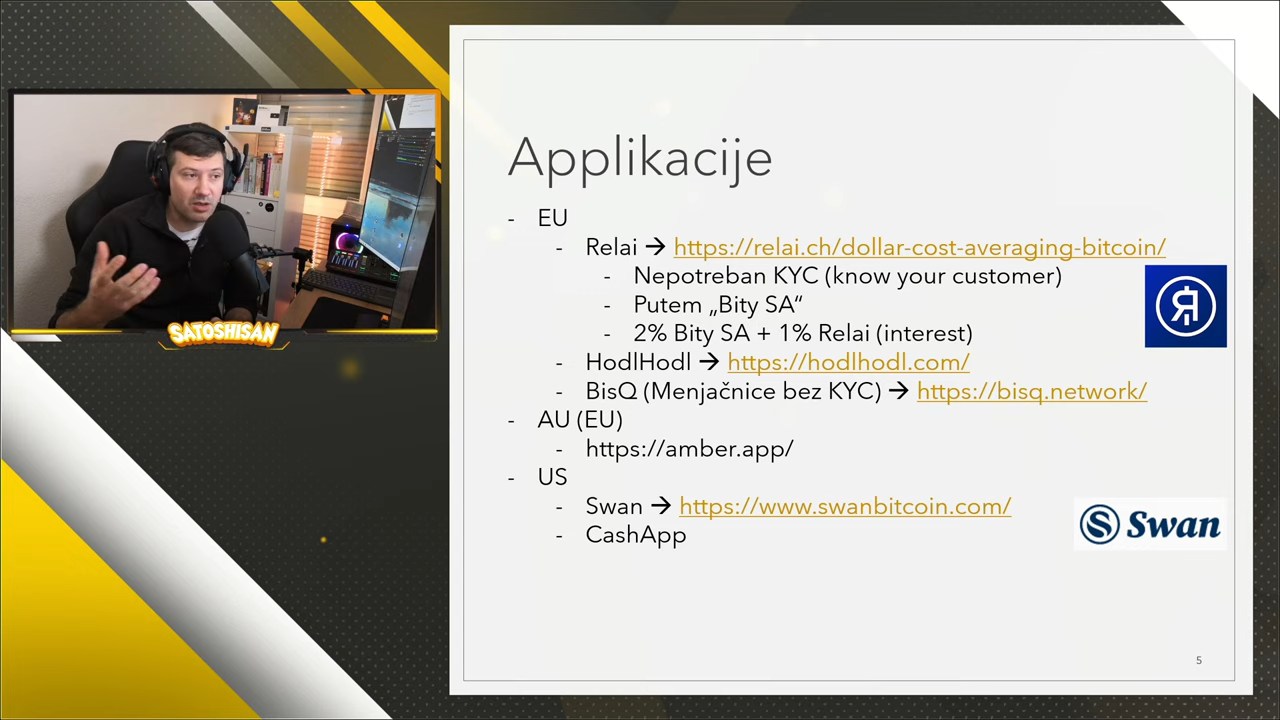 SATOSHISAN
Applikacije
- EU
- Relai → https://relai.ch/dollar-cost-averaging-bitcoin/
- Nepotreban KYC (know your customer)
- Putem „Bity SA“
- 2% Bity SA + 1% Relai (interest)
- HodlHodl → https://hodlhodl.com/
- BisQ (Menjačnice bez KYC) → https://bisq.network/
- AU (EU)
- https://amber.app/
- US
- Swan → https://www.swanbitcoin.com/
Swan
- CashApp
5